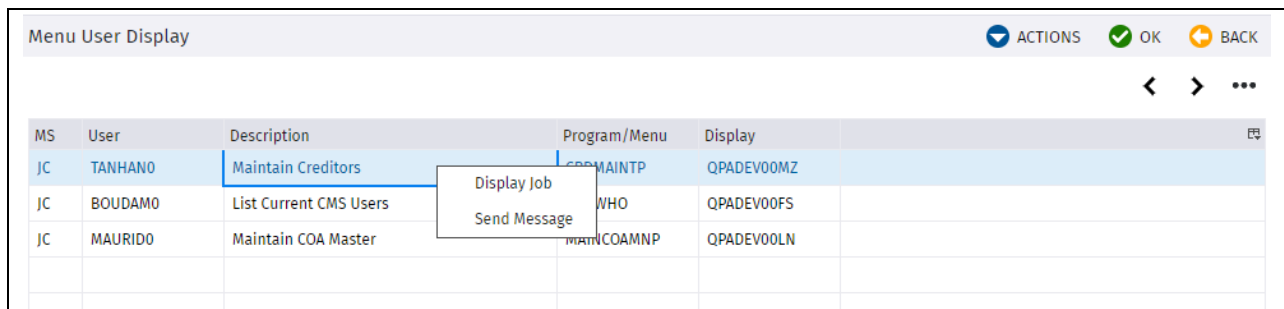 Menu User Display ACTIONS OK BACK
MS User Description Program/Menu Display
JC TANHAN0 Maintain Creditors QPADEV00MZ
Display Job
JC BOUDAM0 List Current CMS Users QPADEV00FS
Send Message
JC MAURID0 Maintain COA Master MAINCOAMNP QPADEV00LN